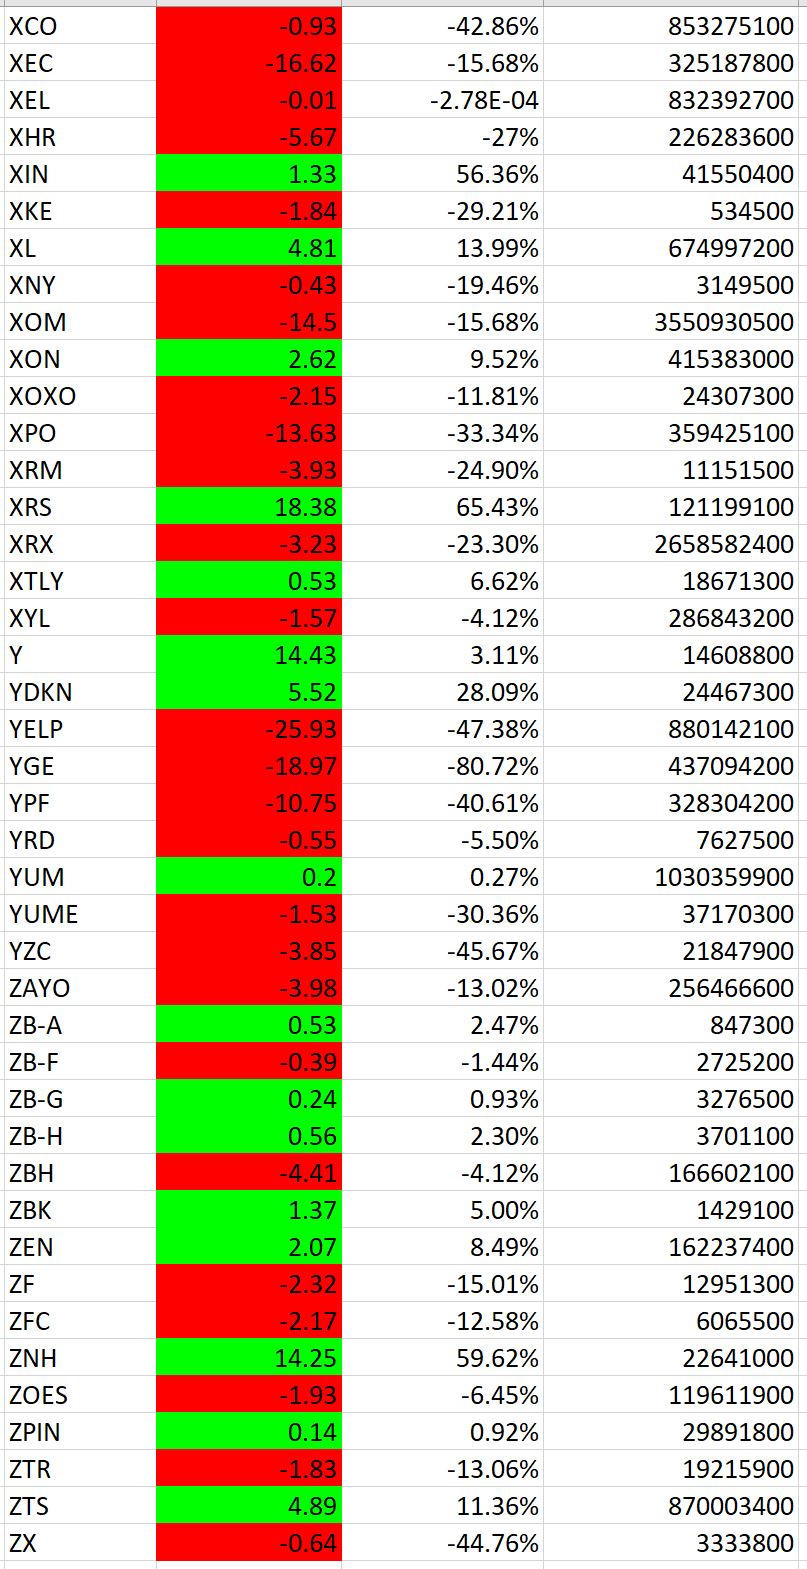 XCO -0.93 -42.86% 853275100
XEC -16.62 -15.68% 325187800
XEL -0.01 -2.78E-04 832392700
XHR -5.67 -27% 226283600
XIN 1.33 56.36% 41550400
XKE -1.84 -29.21% 534500
XL 4.81 13.99% 674997200
XNY -0.43 -19.46% 3149500
XOM -14.5 -15.68% 3550930500
XON 2.62 9.52% 415383000
XOXO -2.15 -11.81% 24307300
XPO -13.63 -33.34% 359425100
XRM -3.93 -24.90% 11151500
XRS 18.38 65.43% 121199100
XRX -3.23 -23.30% 2658582400
XTLY 0.53 6.62% 18671300
XYL -1.57 -4.12% 286843200
Y 14.43 3.11% 14608800
YDKN 5.52 28.09% 24467300
YELP -25.93 -47.38% 880142100
YGE -18.97 -80.72% 437094200
YPF -10.75 -40.61% 328304200
YRD -0.55 -5.50% 7627500
YUM 0.2 0.27% 1030359900
YUME -1.53 -30.36% 37170300
YZC -3.85 -45.67% 21847900
ZAYO -3.98 -13.02% 256466600
ZB-A 0.53 2.47% 847300
ZB-F -0.39 -1.44% 2725200
ZB-G 0.24 0.93% 3276500
ZB-H 0.56 2.30% 3701100
ZBH -4.41 -4.12% 166602100
ZBK 1.37 5.00% 1429100
ZEN 2.07 8.49% 162237400
ZF -2.32 -15.01% 12951300
ZFC -2.17 -12.58% 6065500
ZNH 14.25 59.62% 22641000
ZOES -1.93 -6.45% 119611900
ZPIN 0.14 0.92% 29891800
ZTR -1.83 -13.06% 19215900
ZTS 4.89 11.36% 870003400
ZX -0.64 -44.76% 3333800